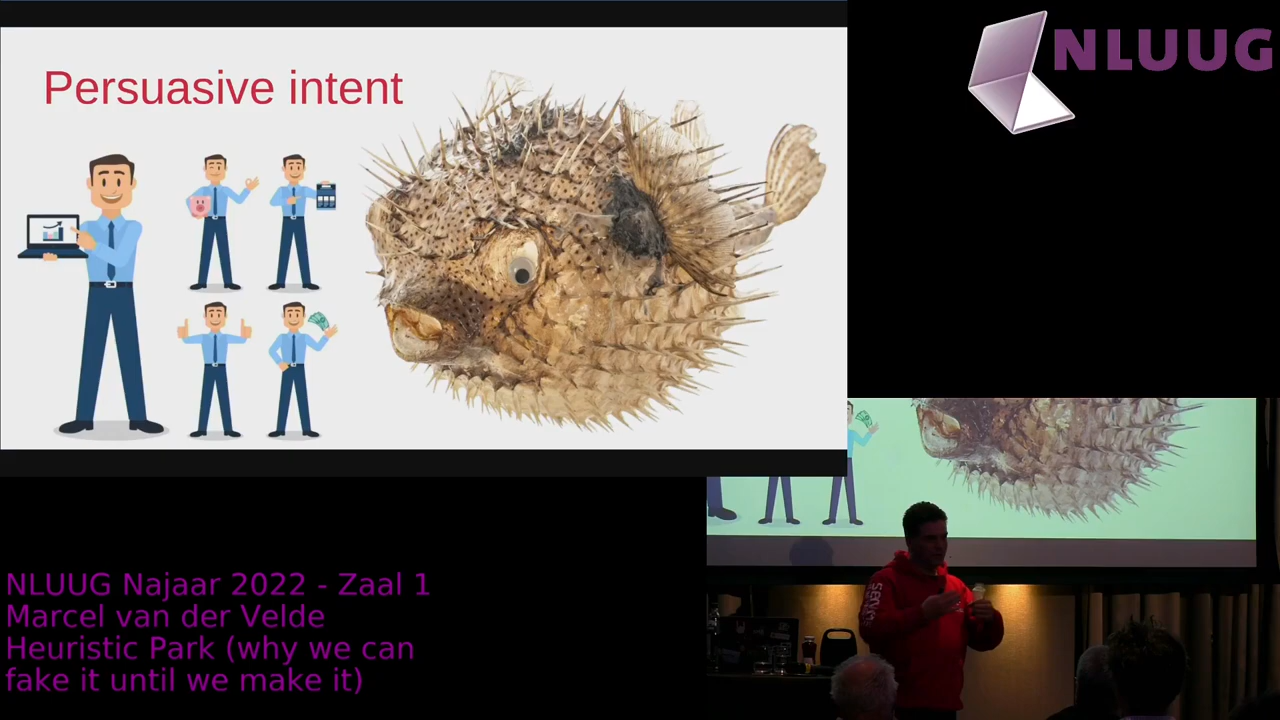 Persuasive intent
NLUUG
NLUUG Najaar 2022 - Zaal 1
Marcel van der Velde
Heuristic Park (why we can
fake it until we make it)